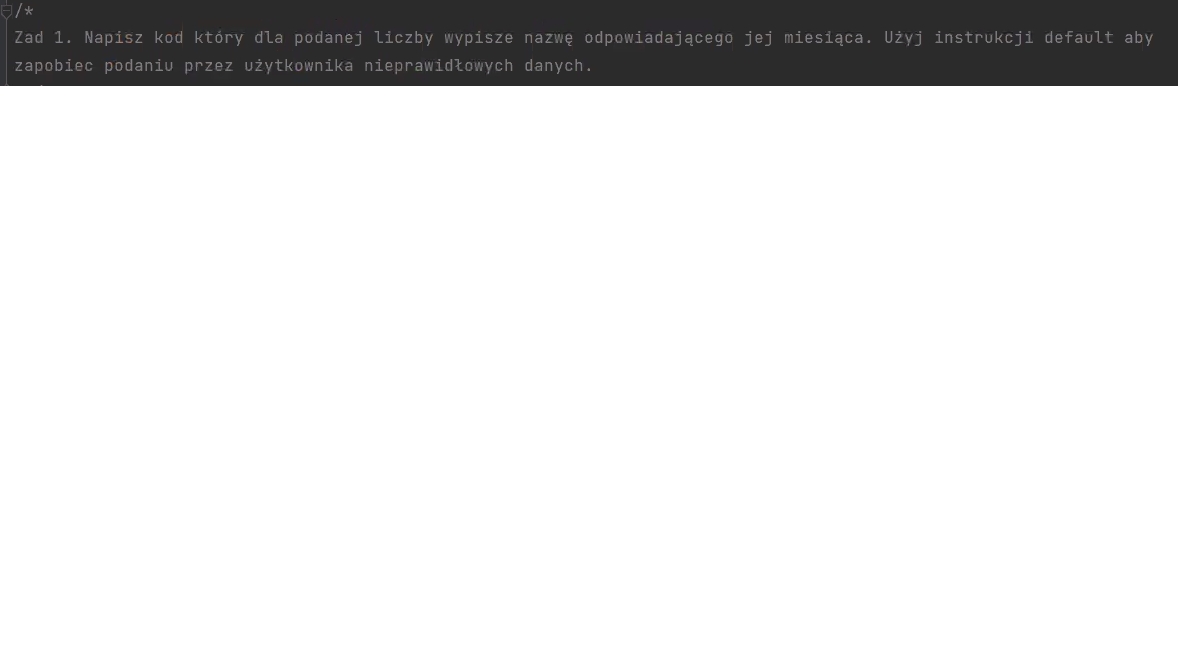 /*
Zad 1. Napisz kod który dla podanej liczby wypisze nazwę odpowiadającego jej miesiąca. Użyj instrukcji default aby
zapobiec podaniu przez użytkownika nieprawidłowych danych.